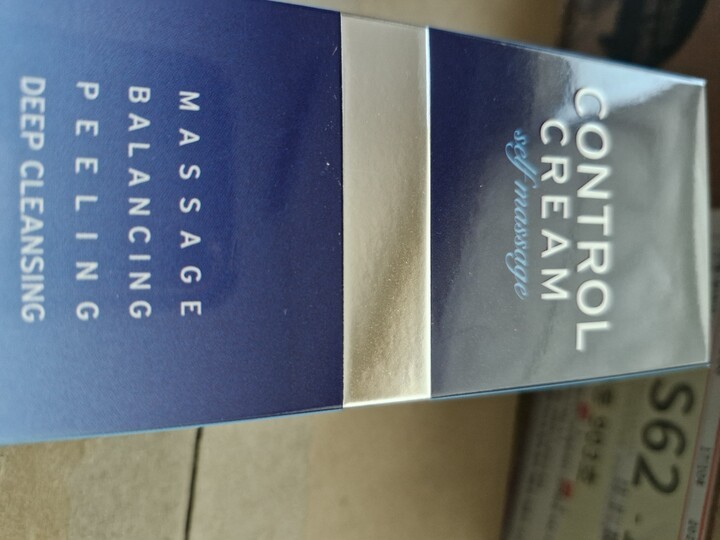 CONTROL
CREAM
self massage
MASSAGE
BALANCING
PEELING
DEEP CLEANSING
S62